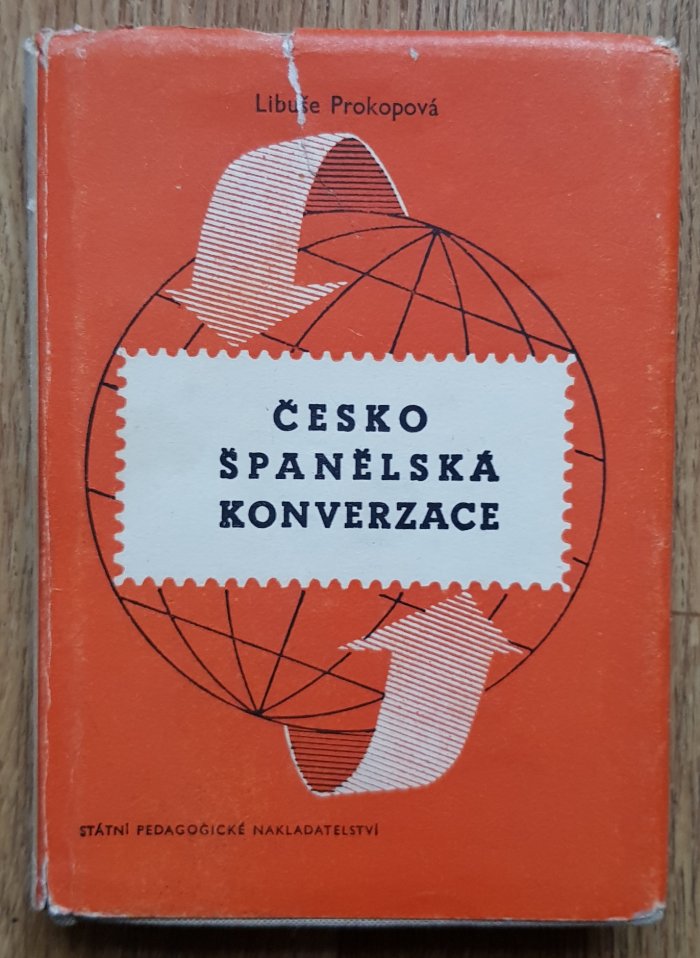 Libuše Prokopová
ČESKO
ŠPANĚLSKÁ
KONVERZACE
STÁTNÍ PEDAGOGICKÉ NAKLADATELSTVÍ